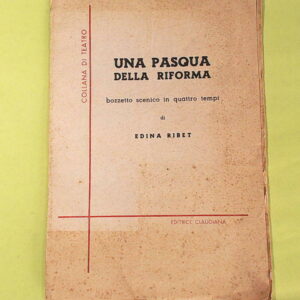 COLLANA DI TEATRO
UNA PASQUA
DELLA RIFORMA
bozzetto scenico in quattro tempi
di
EDINA RIBET
EDITRICE CLAUDIANA